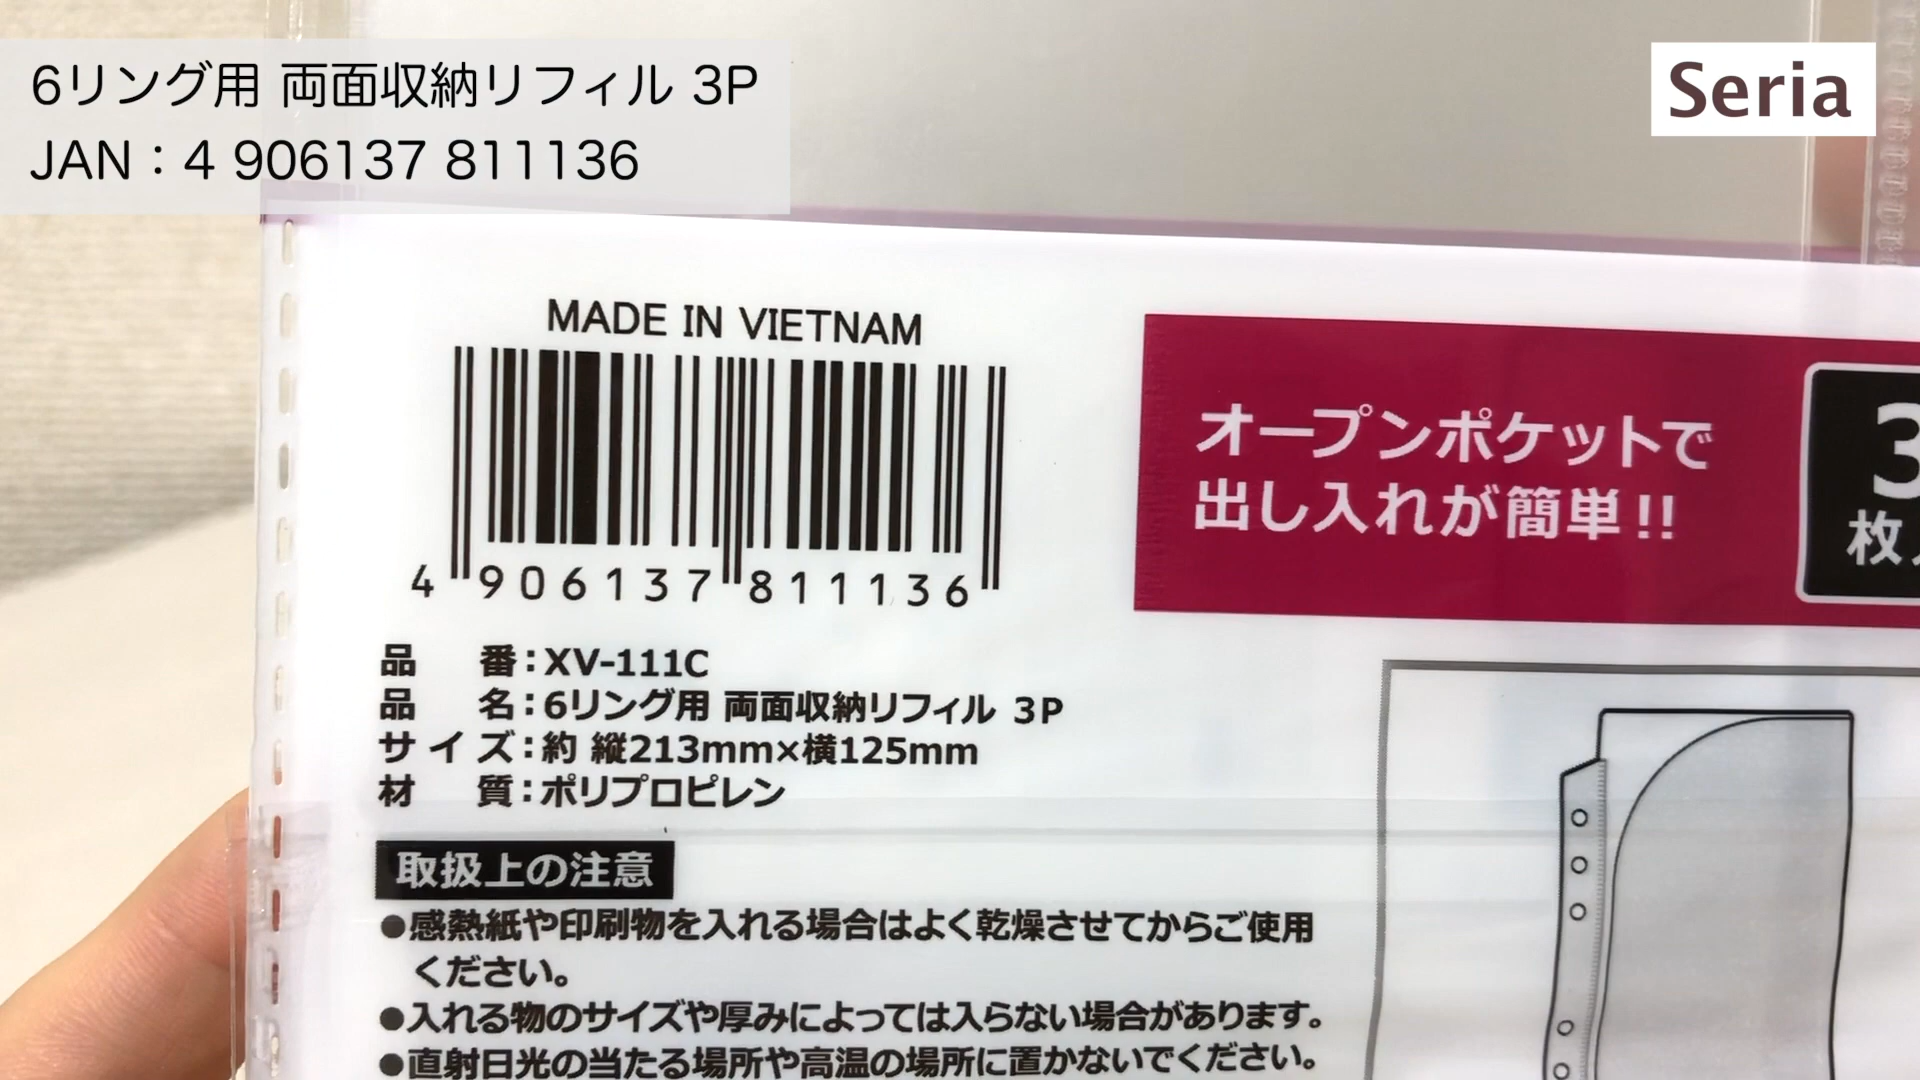 6リング用 両面収納リフィル 3P
JAN：4 906137 811136
Seria
MADE IN VIETNAM
4 906137 811136
オープンポケットで
出し入れが簡単!!
3
枚
品 番：XV-111C
品 名：6リング用 両面収納リフィル 3P
サイズ：約 縦213mm×横125mm
材 質：ポリプロピレン
取扱上の注意
●感熱紙や印刷物を入れる場合はよく乾燥させてからご使用
ください。
●入れる物のサイズや厚みによっては入らない場合があります。
●直射日光の当たる場所や高温の場所に置かないでください。